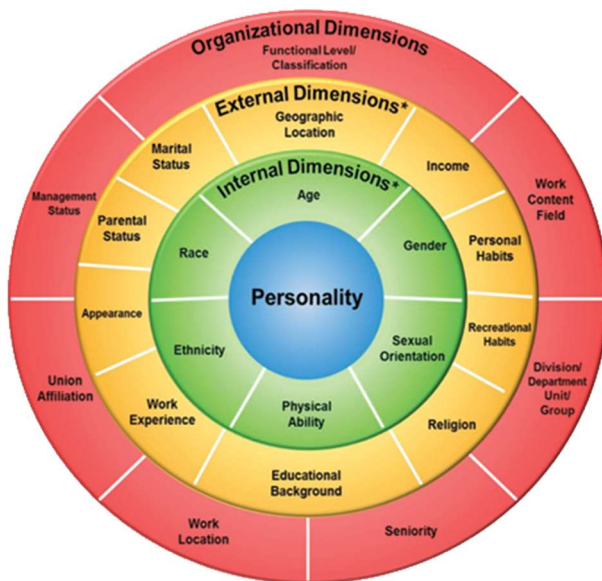 Organizational Dimensions
Functional Level/
Classification
External Dimensions*
Geographic
Location
Marital
Status
Income
Internal Dimensions*
Age
Management
Status
Work
Content
Field
Parental
Status
Personal
Habits
Race
Gender
Personality
Appearance
Recreational
Habits
Ethnicity
Sexual
Orientation
Union
Affiliation
Division/
Department
Unit/
Group
Work
Experience
Physical
Ability
Religion
Educational
Background
Work
Location
Seniority